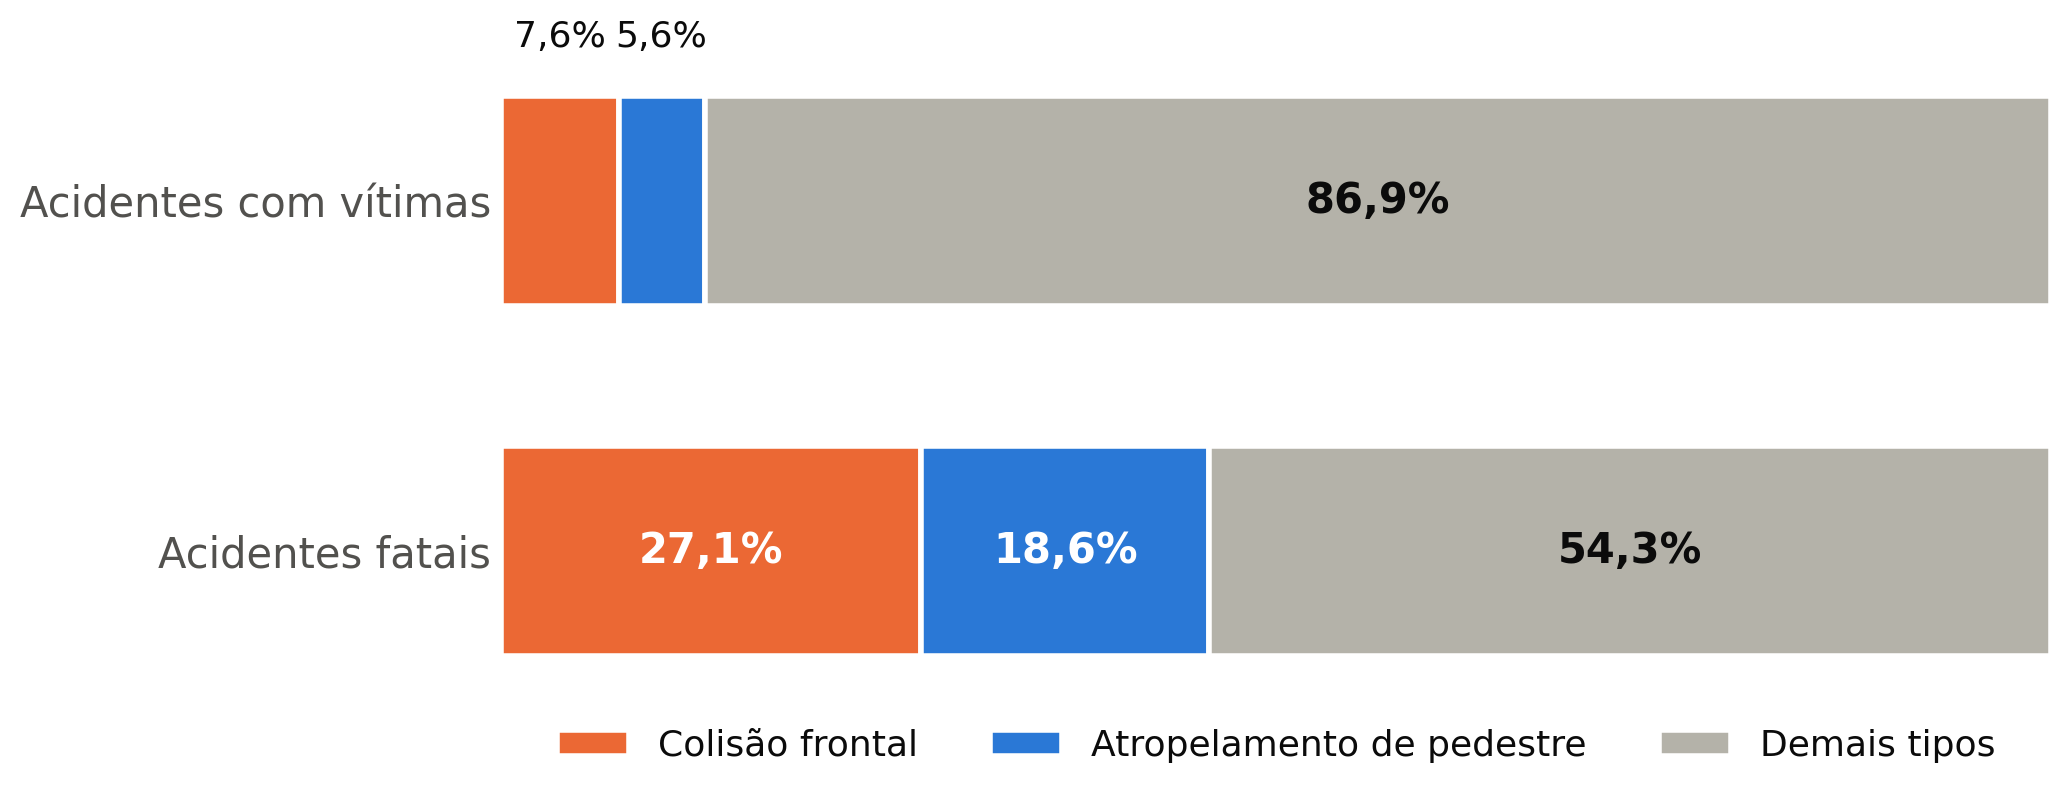 7,6% 5,6%
Acidentes com vítimas
86,9%
Acidentes fatais
27,1%
18,6%
54,3%
Colisão frontal
Atropelamento de pedestre
Demais tipos